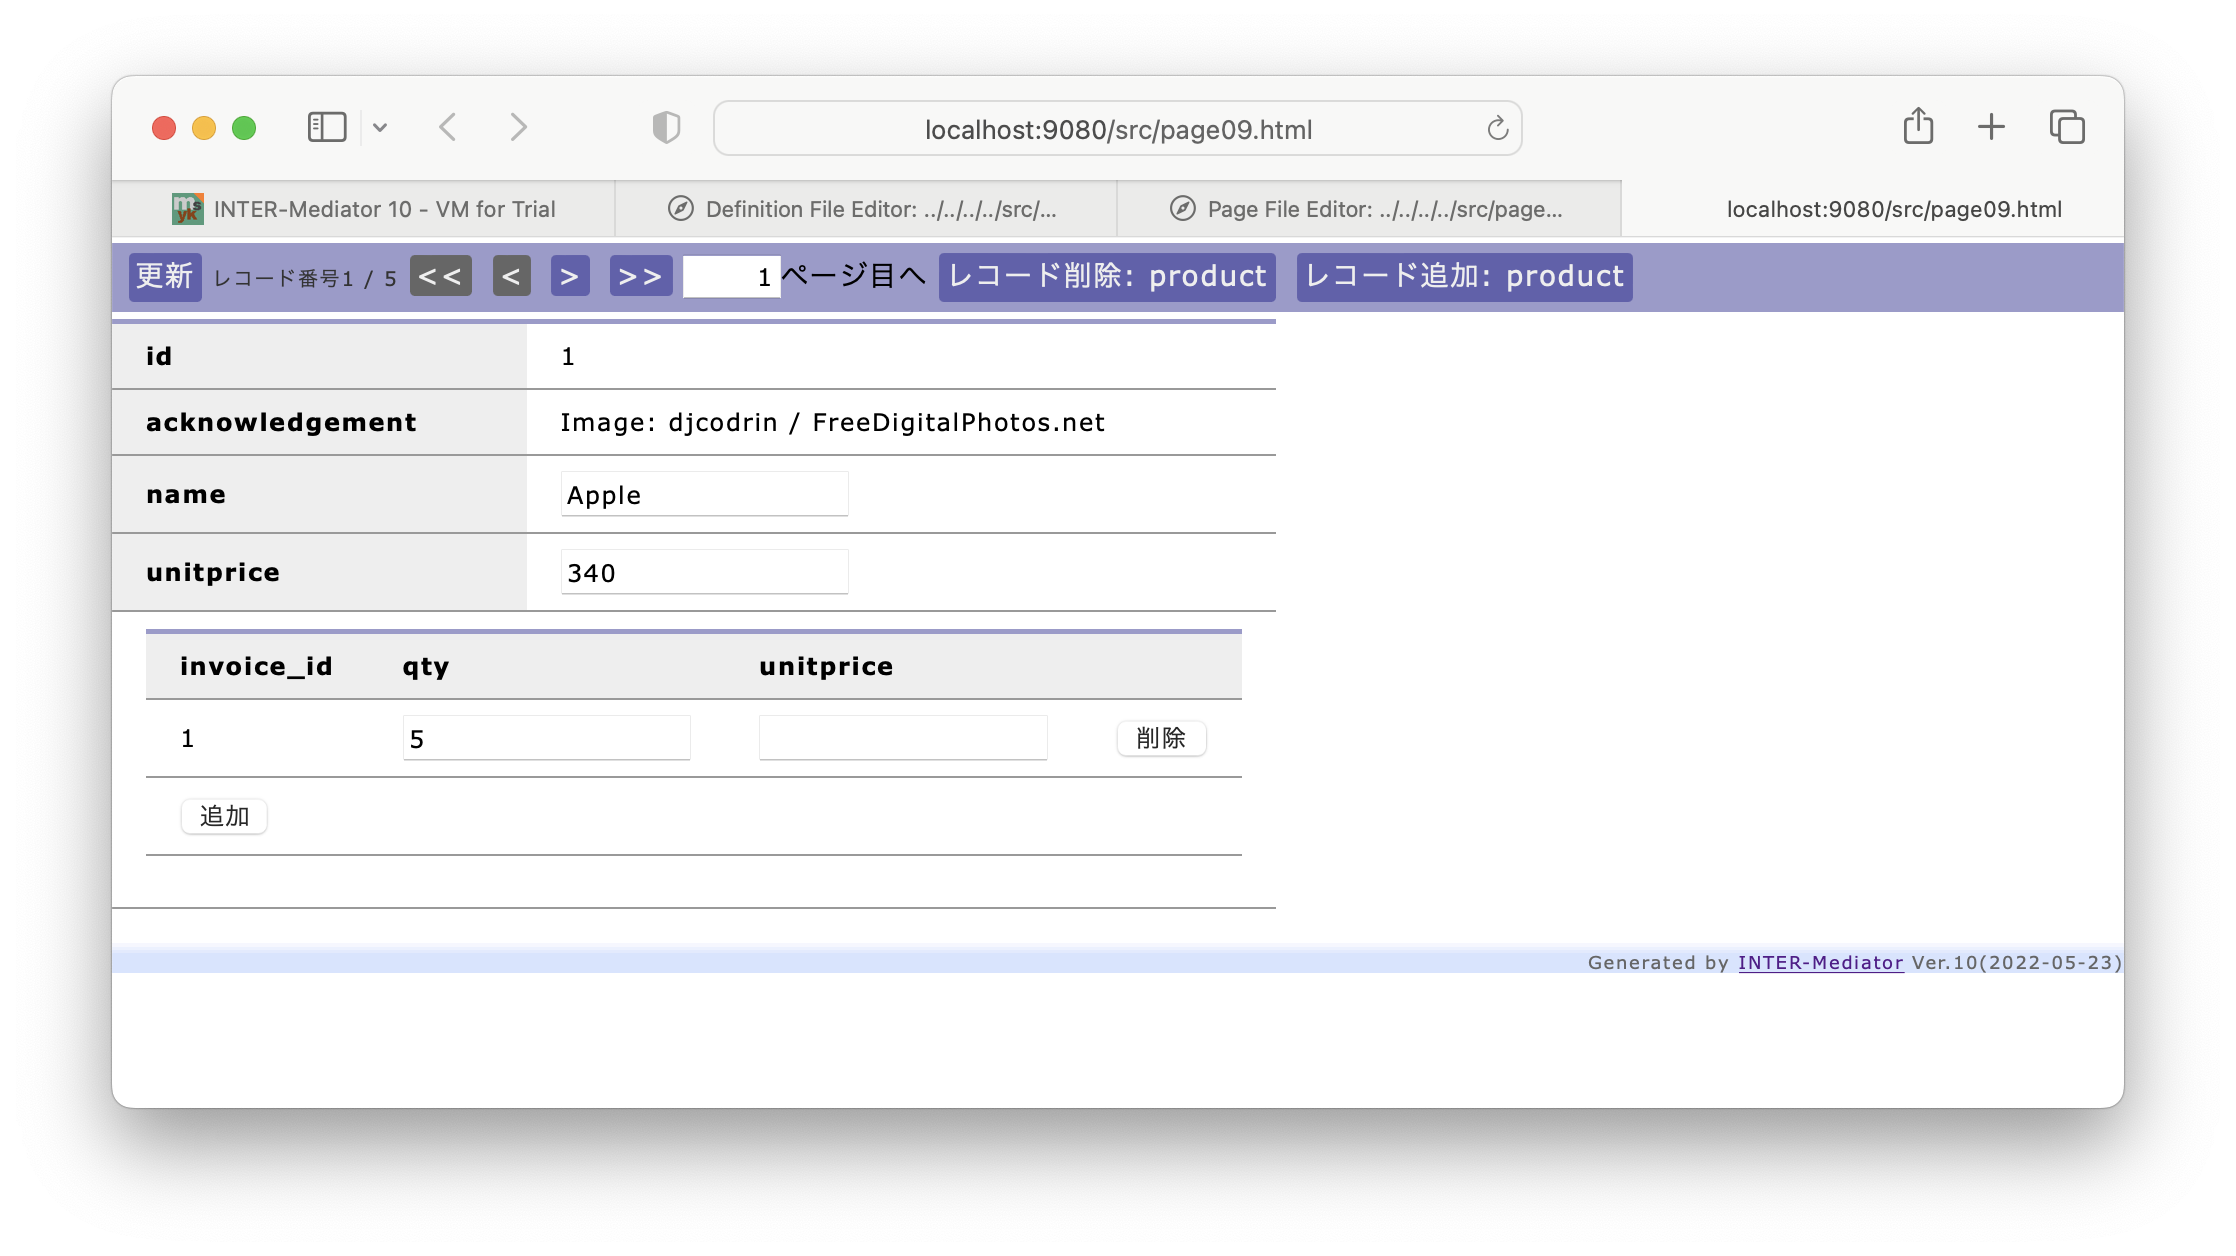 localhost:9080/src/page09.html
INTER-Mediator 10 - VM for Trial
Definition File Editor: ../../../../src/...
Page File Editor: ../../../../src/page...
localhost:9080/src/page09.html
更新 レコード番号1 / 5 << < > >> 1 ページ目へ レコード削除: product レコード追加: product
id 1
acknowledgement Image: djcodrin / FreeDigitalPhotos.net
name Apple
unitprice 340
invoice_id qty unitprice
1 5 削除
追加
Generated by INTER-Mediator Ver.10(2022-05-23)